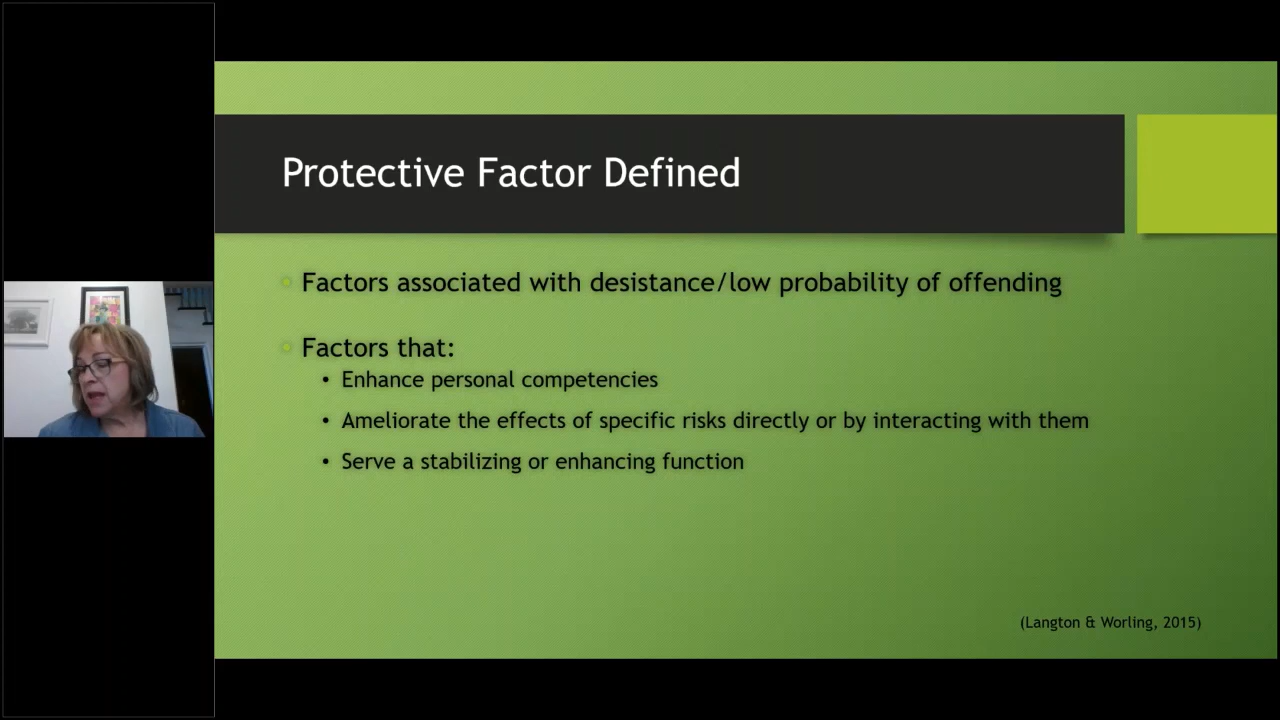 Protective Factor Defined
• Factors associated with desistance/low probability of offending
• Factors that:
• Enhance personal competencies
• Ameliorate the effects of specific risks directly or by interacting with them
• Serve a stabilizing or enhancing function
(Langton & Worling, 2015)